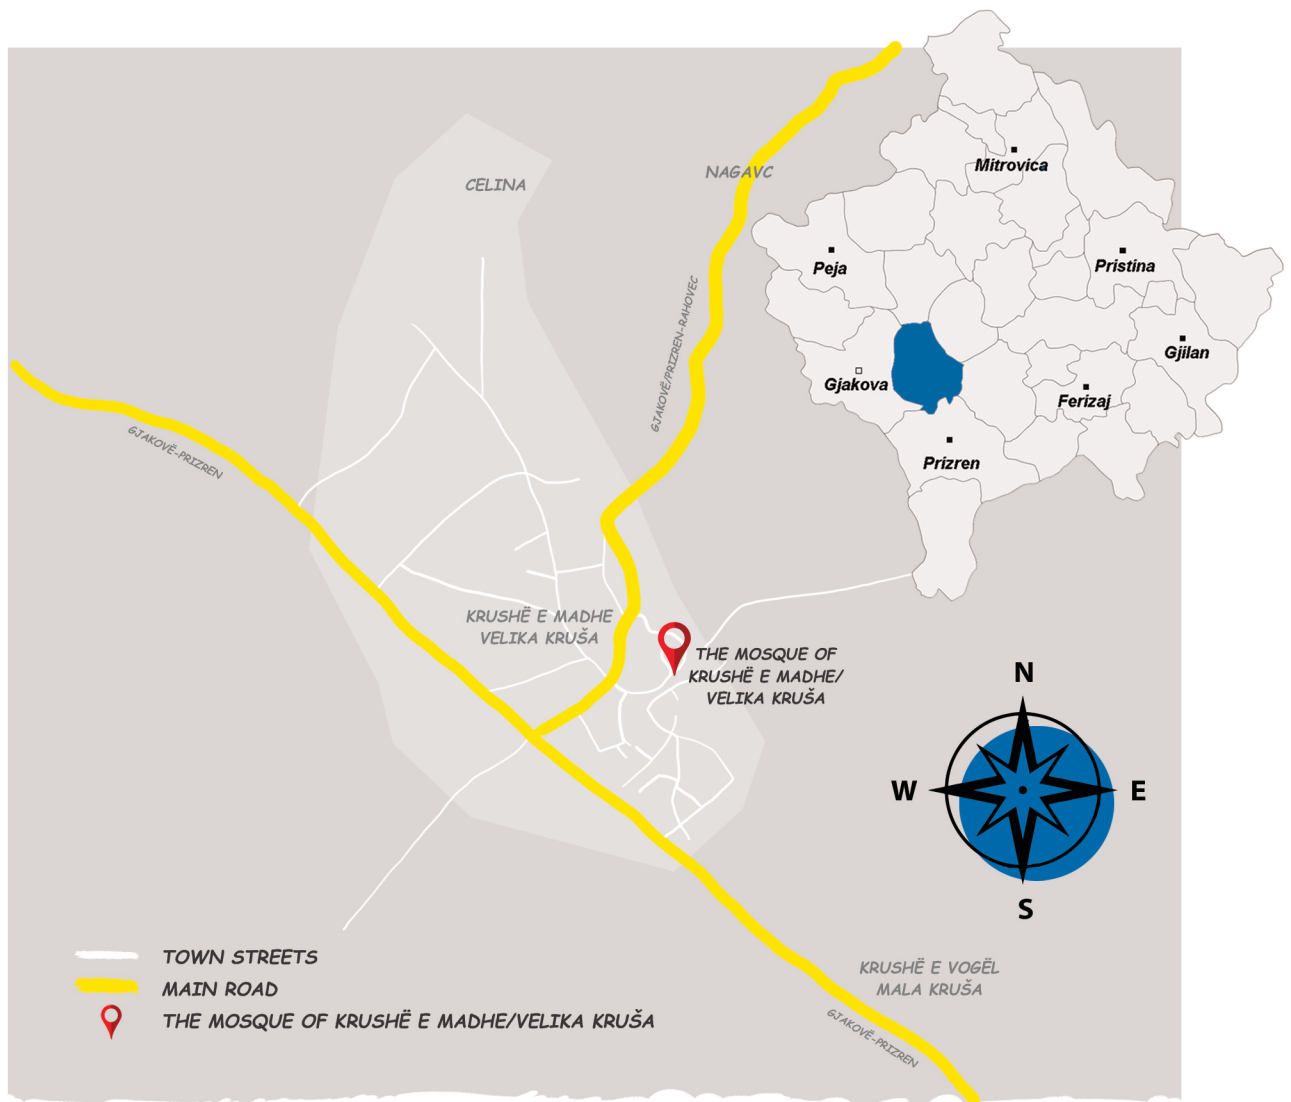 Mitrovica
CELINA
NAGAVC
Peja
Pristina
GJAKOVË/PRIZREN-RAHOVEC
Gjilan
Gjakova
Ferizaj
GJAKOVË-PRIZREN
Prizren
KRUSHË E MADHE
VELIKA KRUŠA
THE MOSQUE OF
KRUSHË E MADHE/
VELIKA KRUŠA
N
W
E
S
TOWN STREETS
MAIN ROAD
THE MOSQUE OF KRUSHË E MADHE/VELIKA KRUŠA
KRUSHË E VOGËL
MALA KRUŠA
GJAKOVË-PRIZREN